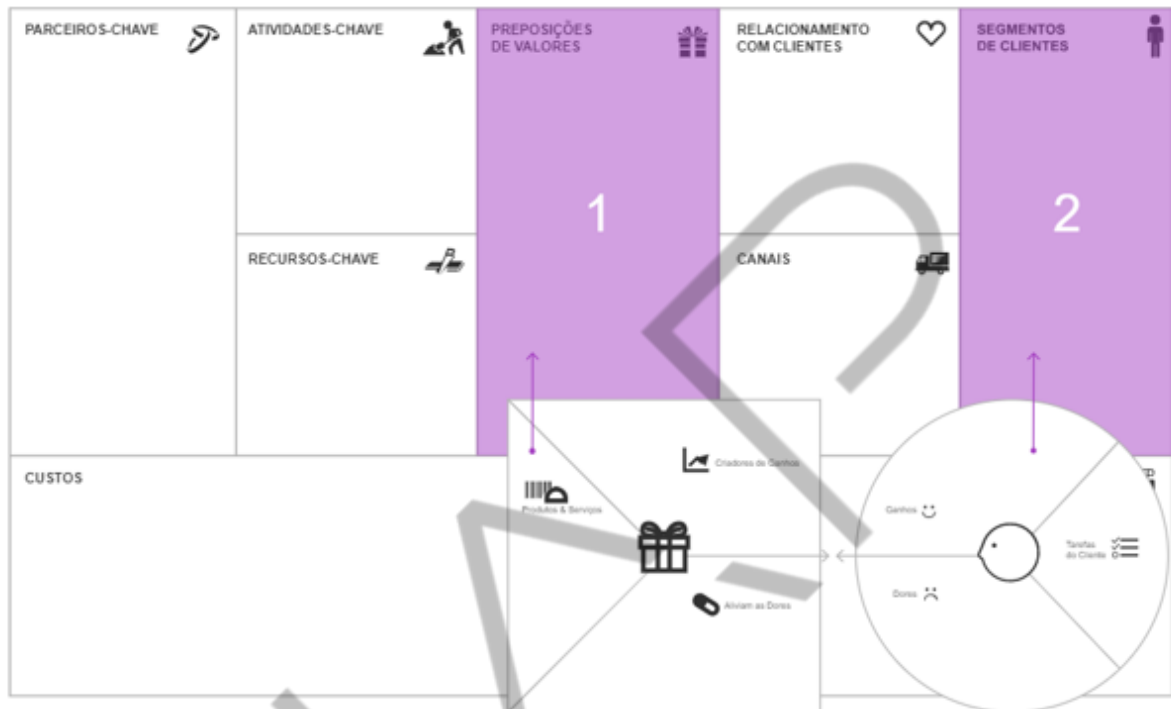 PARCEIROS-CHAVE
ATIVIDADES-CHAVE
PREPOSIÇÕES
DE VALORES
RELACIONAMENTO
COM CLIENTES
SEGMENTOS
DE CLIENTES
1
2
RECURSOS-CHAVE
CANAIS
CUSTOS
Criadores de Ganhos
Produtos & Serviços
Aliviam as Dores
Ganhos
Dores
Tarefas
do Cliente